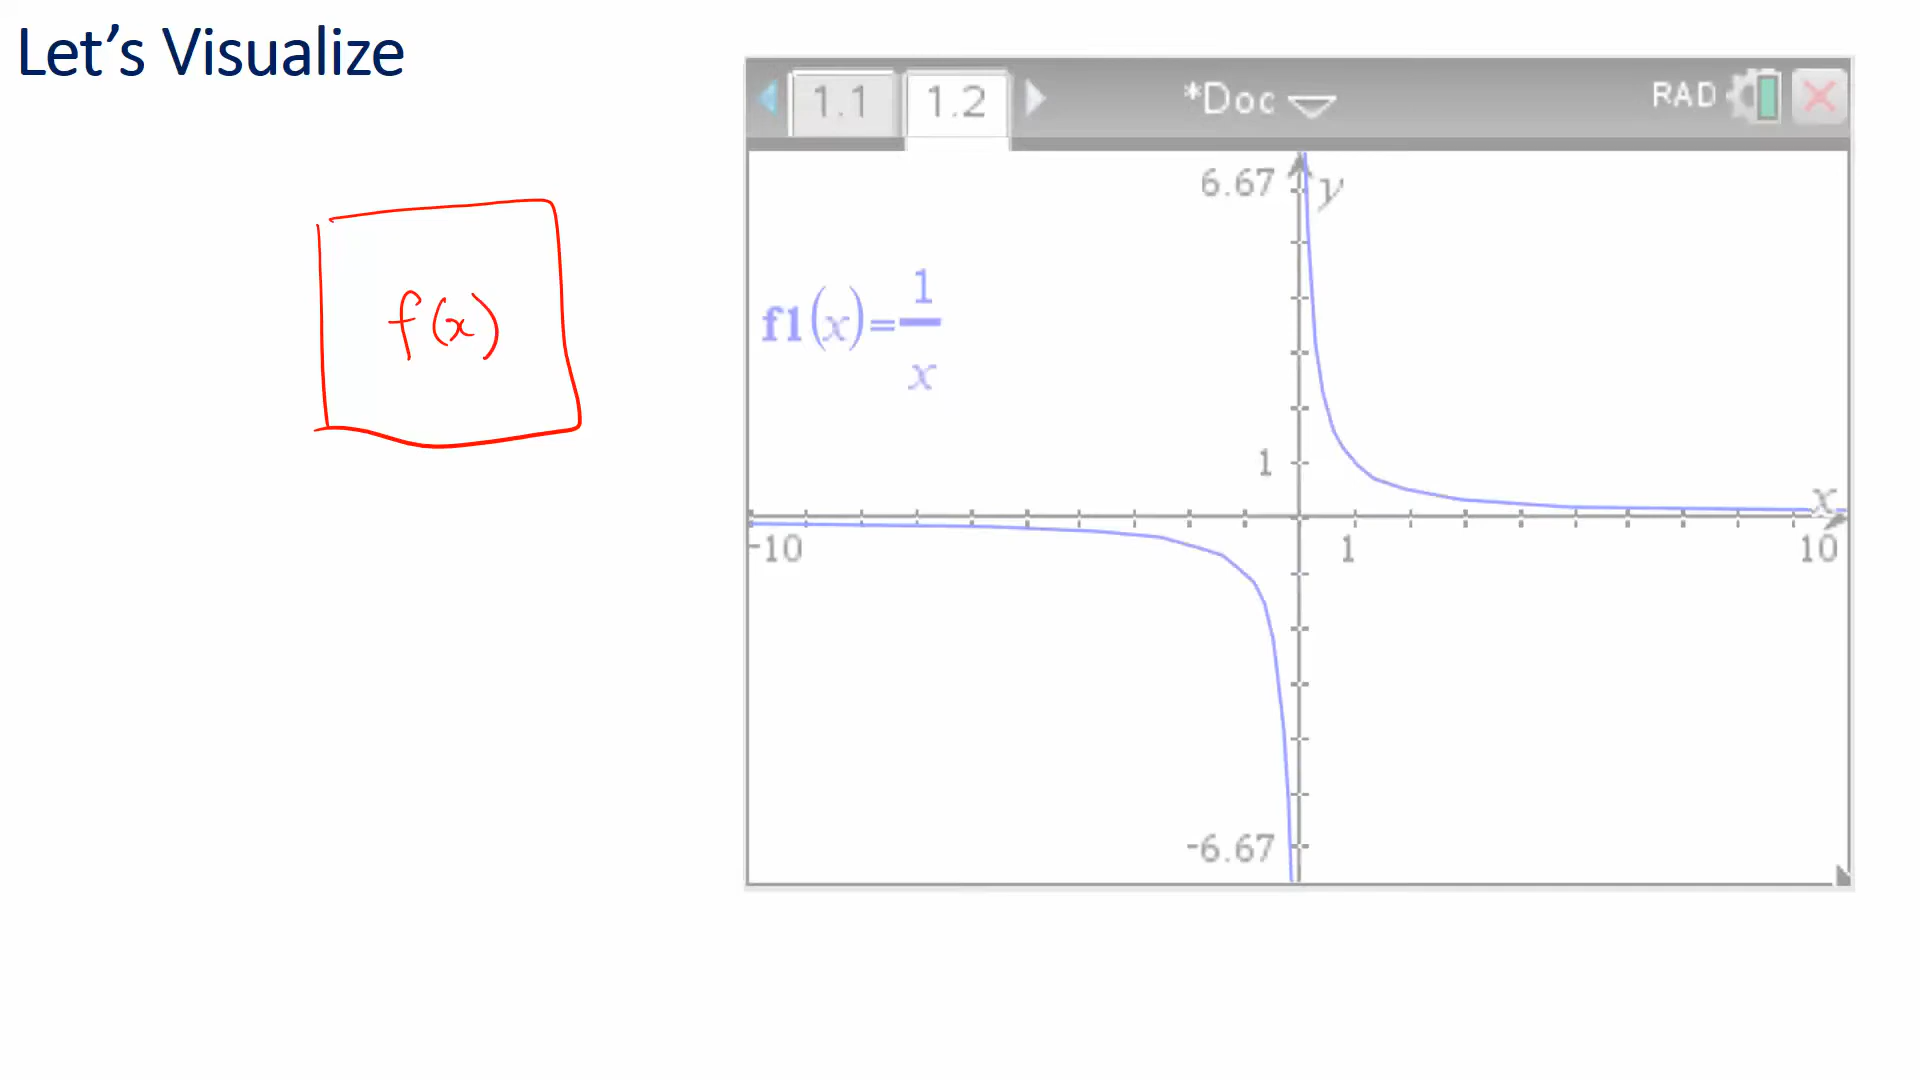 Let's Visualize
1.1 1.2 *Doc RAD
6.67 y
f1(x)=1/x
f(x)
1
x
-10 1 10
-6.67